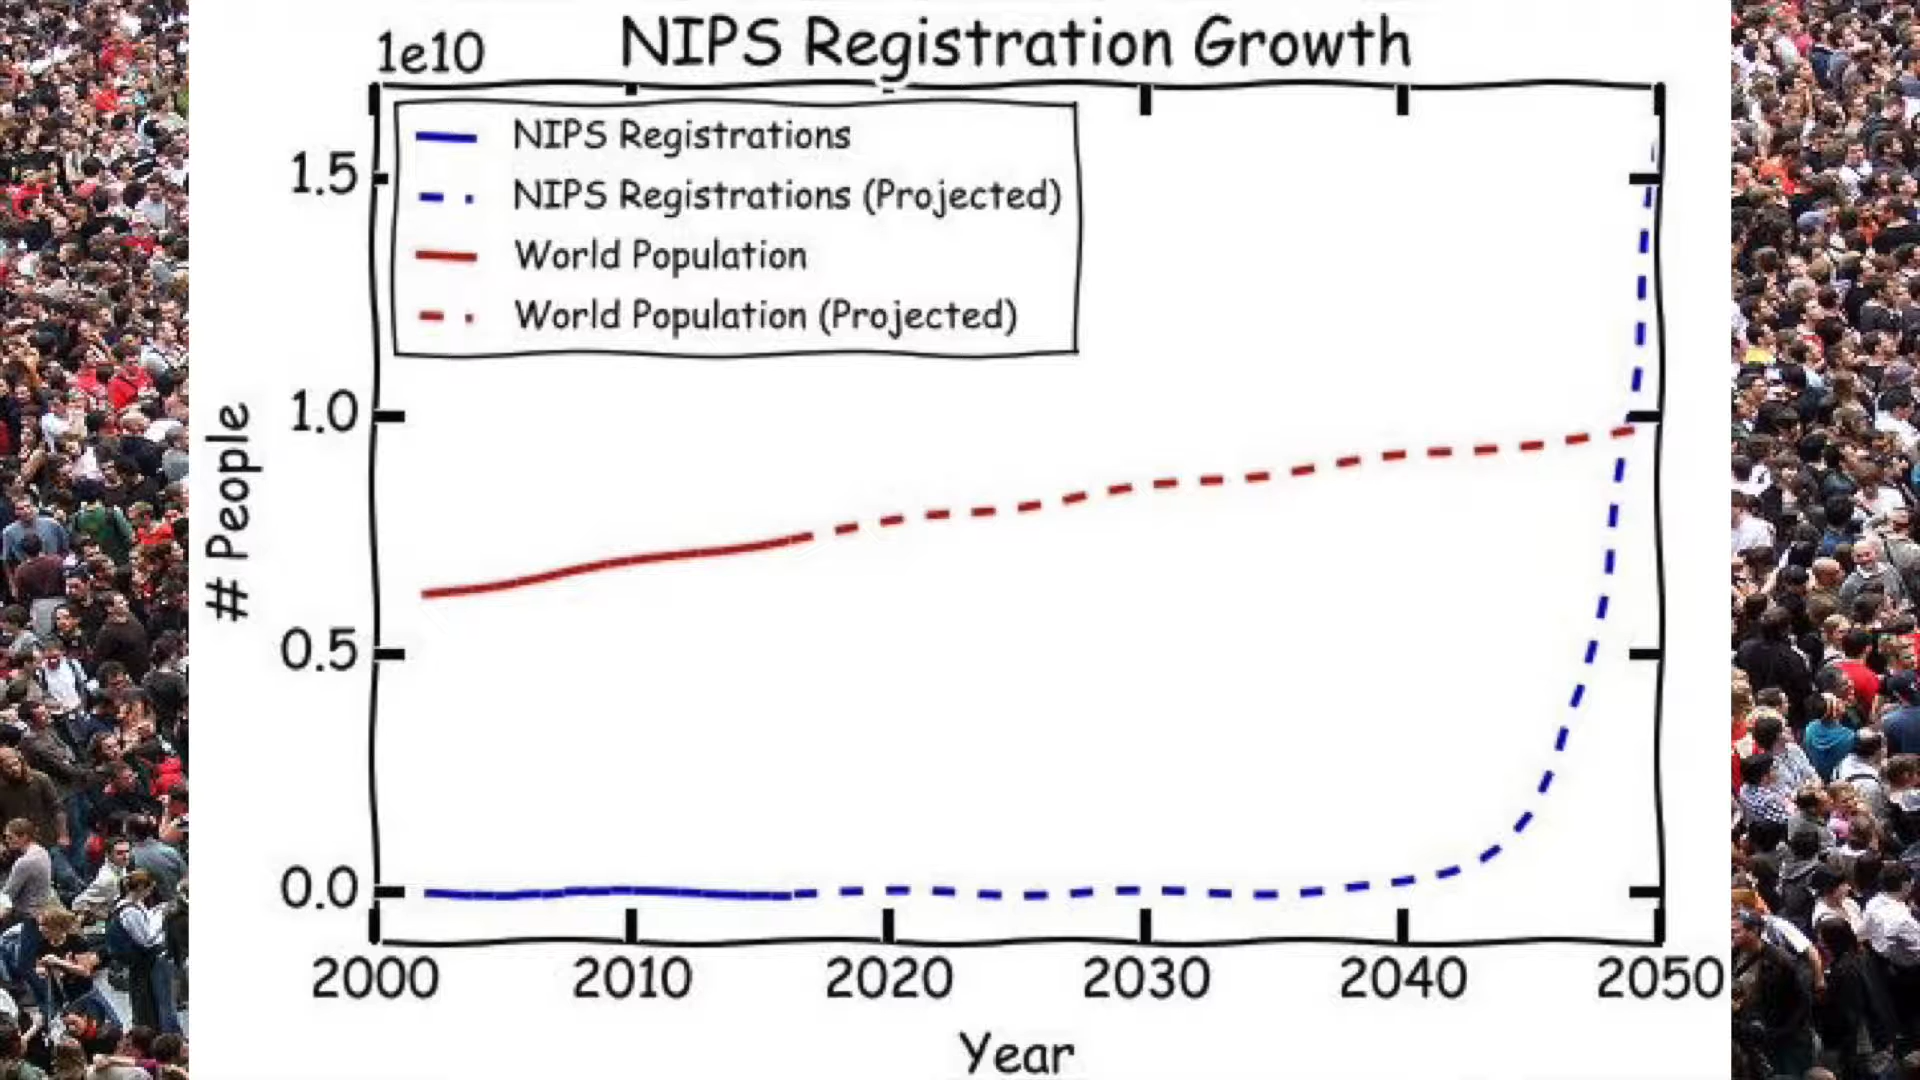 NIPS Registration Growth
1e10
NIPS Registrations
NIPS Registrations (Projected)
World Population
World Population (Projected)
1.5
1.0
0.5
0.0
# People
2000 2010 2020 2030 2040 2050
Year